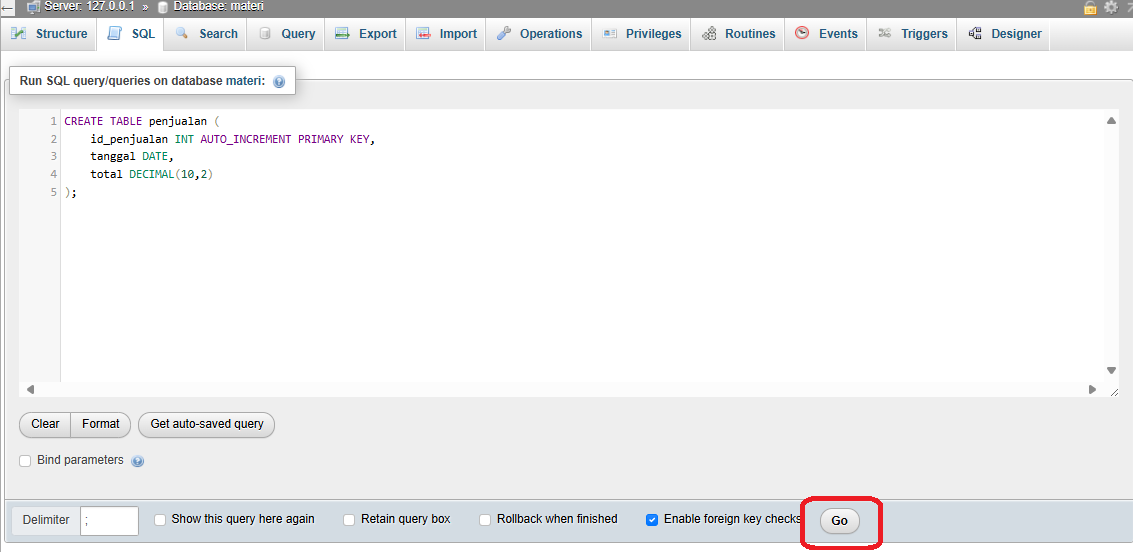 Server: 127.0.0.1 » Database: materi
Structure SQL Search Query Export Import Operations Privileges Routines Events Triggers Designer
Run SQL query/queries on database materi:
1 CREATE TABLE penjualan (
2 id_penjualan INT AUTO_INCREMENT PRIMARY KEY,
3 tanggal DATE,
4 total DECIMAL(10,2)
5 );
Clear Format Get auto-saved query
Bind parameters
Delimiter ; Show this query here again Retain query box Rollback when finished Enable foreign key checks Go